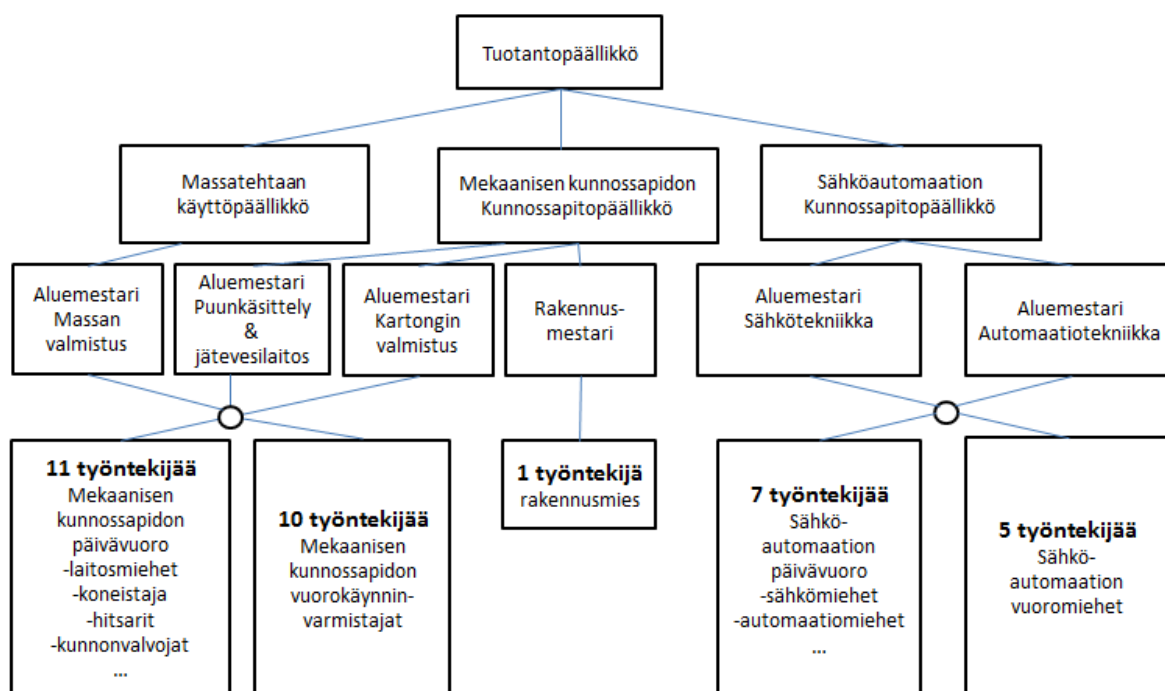 Tuotantopäällikkö
Massatehtaan
käyttöpäällikkö
Mekaanisen kunnossapidon
Kunnossapitopäällikkö
Sähköautomaation
Kunnossapitopäällikkö
Aluemestari
Massan
valmistus
Aluemestari
Puunkäsittely
&
jätevesilaitos
Aluemestari
Kartongin
valmistus
Rakennus-
mestari
Aluemestari
Sähkötekniikka
Aluemestari
Automaatiotekniikka
11 työntekijää
Mekaanisen
kunnossapidon
päivävuoro
-laitosmiehet
-koneistaja
-hitsarit
-kunnonvalvojat
...
10 työntekijää
Mekaanisen
kunnossapidon
vuorokäynnin-
varmistajat
1 työntekijä
rakennusmies
7 työntekijää
Sähkö-
automaation
päivävuoro
-sähkömiehet
-automaatiomiehet
...
5 työntekijää
Sähkö-
automaation
vuoromiehet